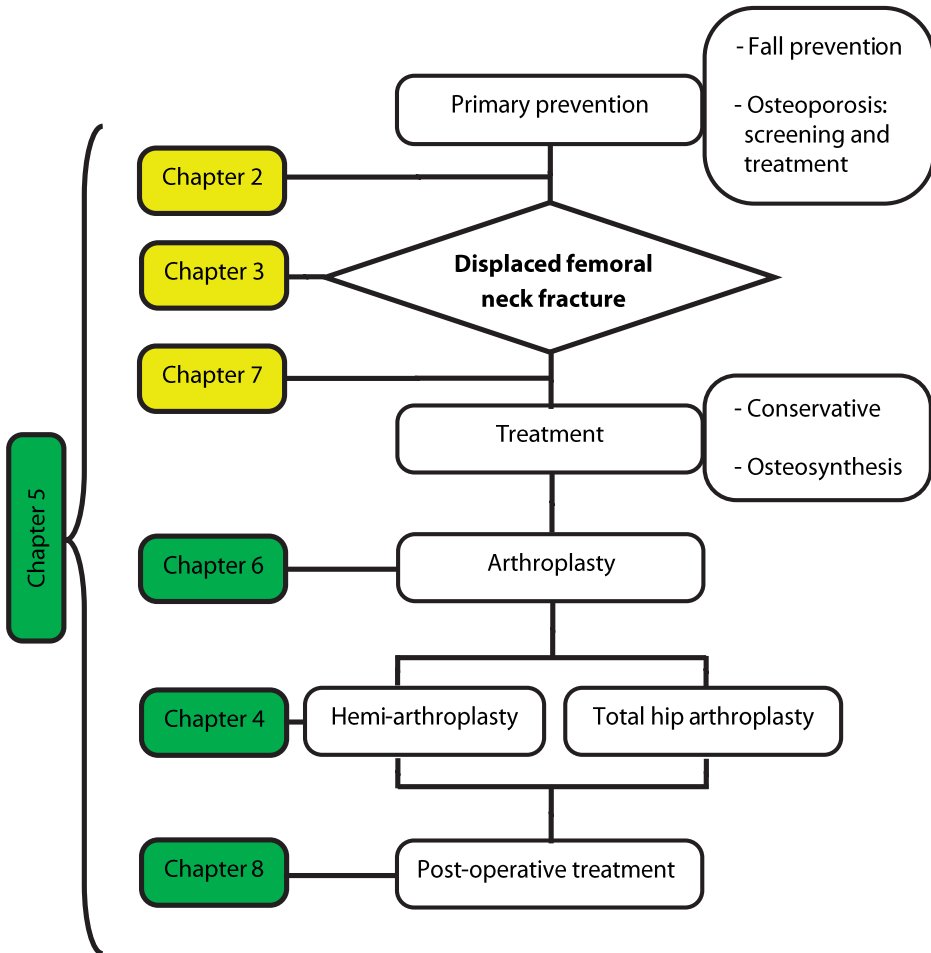 - Fall prevention
- Osteoporosis:
screening and
treatment
Primary prevention
Chapter 2
Chapter 3
Displaced femoral
neck fracture
Chapter 7
Treatment
- Conservative
- Osteosynthesis
Chapter 5
Chapter 6
Arthroplasty
Chapter 4
Hemi-arthroplasty
Total hip arthroplasty
Chapter 8
Post-operative treatment